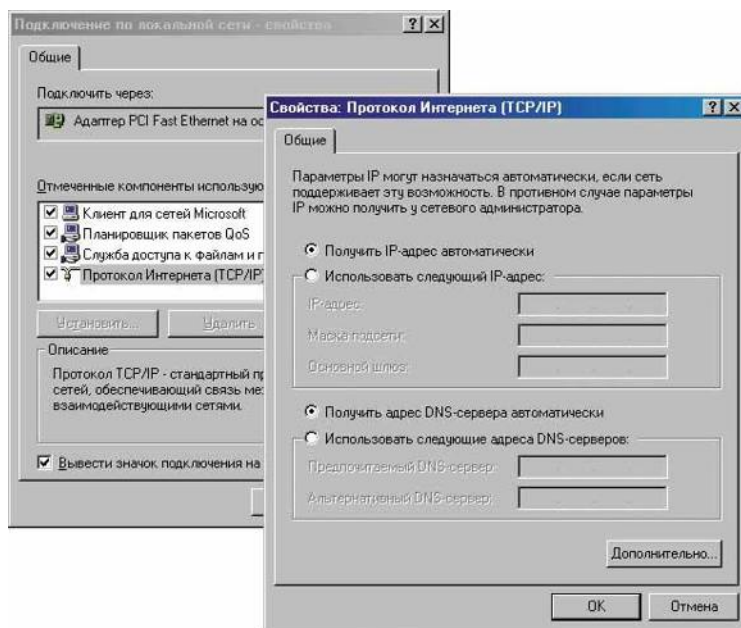 Подключение по локальной сети - свойства
Общие
Подключить через:
Адаптер PCI Fast Ethernet на ос
Отмеченные компоненты использую
Клиент для сетей Microsoft
Планировщик пакетов QoS
Служба доступа к файлам и п
Протокол Интернета (TCP/IP)
Установить...
Удалить
Описание
Протокол TCP/IP - стандартный пр
сетей, обеспечивающий связь меж
взаимодействующими сетями.
Вывести значок подключения на
Свойства: Протокол Интернета (TCP/IP)
Общие
Параметры IP могут назначаться автоматически, если сеть
поддерживает эту возможность. В противном случае параметры
IP можно получить у сетевого администратора.
Получить IP-адрес автоматически
Использовать следующий IP-адрес:
IP-адрес:
Маска подсети:
Основной шлюз:
Получить адрес DNS-сервера автоматически
Использовать следующие адреса DNS-серверов:
Предпочитаемый DNS-сервер:
Альтернативный DNS-сервер:
Дополнительно...
OK
Отмена